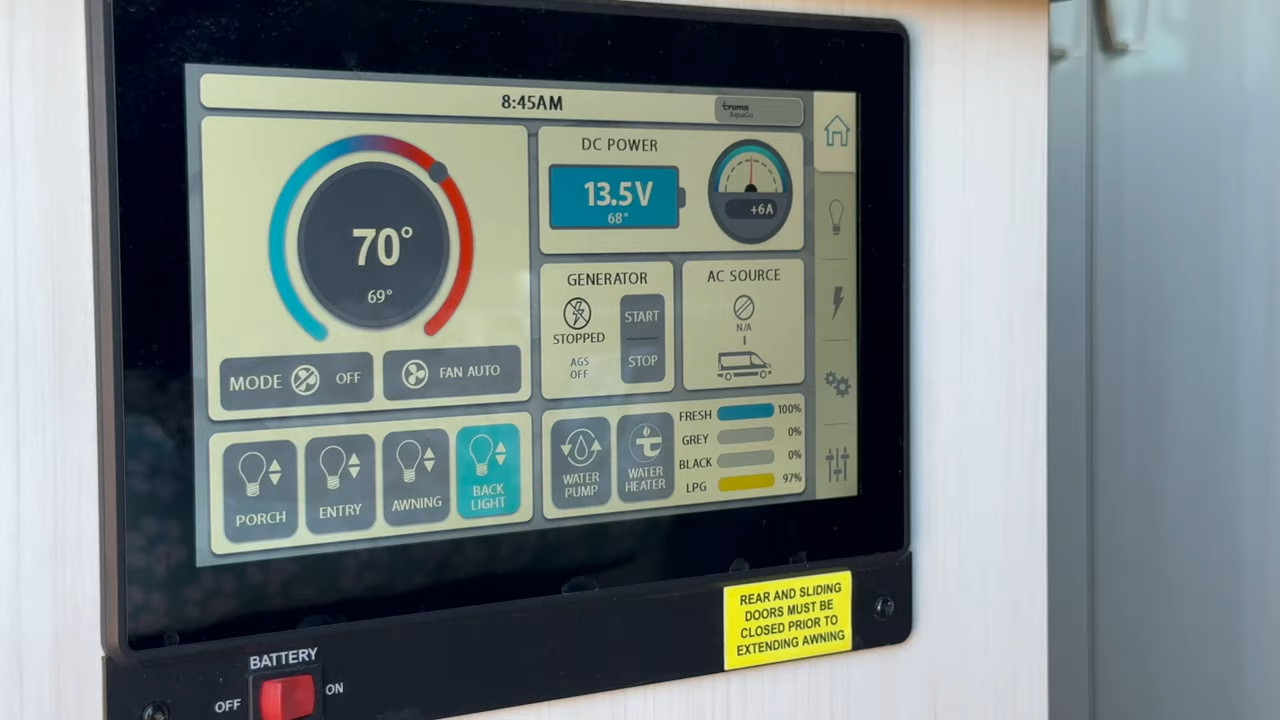 8:45AM
truma
AquaGo
70°
69°
MODE OFF
FAN AUTO
DC POWER
13.5V
68°
+6A
GENERATOR
STOPPED
AGS
OFF
START
STOP
AC SOURCE
N/A
PORCH
ENTRY
AWNING
BACK
LIGHT
WATER
PUMP
WATER
HEATER
FRESH 100%
GREY 0%
BLACK 0%
LPG 97%
REAR AND SLIDING
DOORS MUST BE
CLOSED PRIOR TO
EXTENDING AWNING
BATTERY
OFF ON